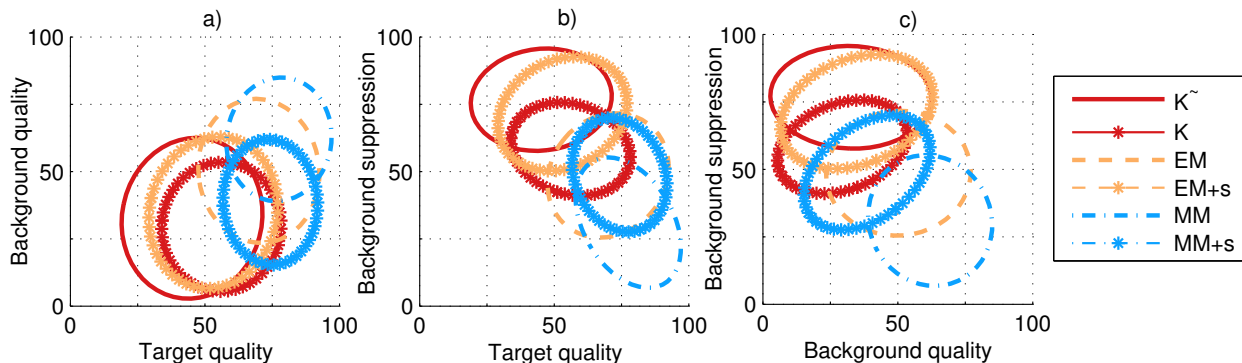 a)
100
50
0
Background quality
0
50
100
Target quality
b)
100
50
0
Background suppression
0
50
100
Target quality
c)
100
50
0
Background suppression
0
50
100
Background quality
K~
K
EM
EM+s
MM
MM+s